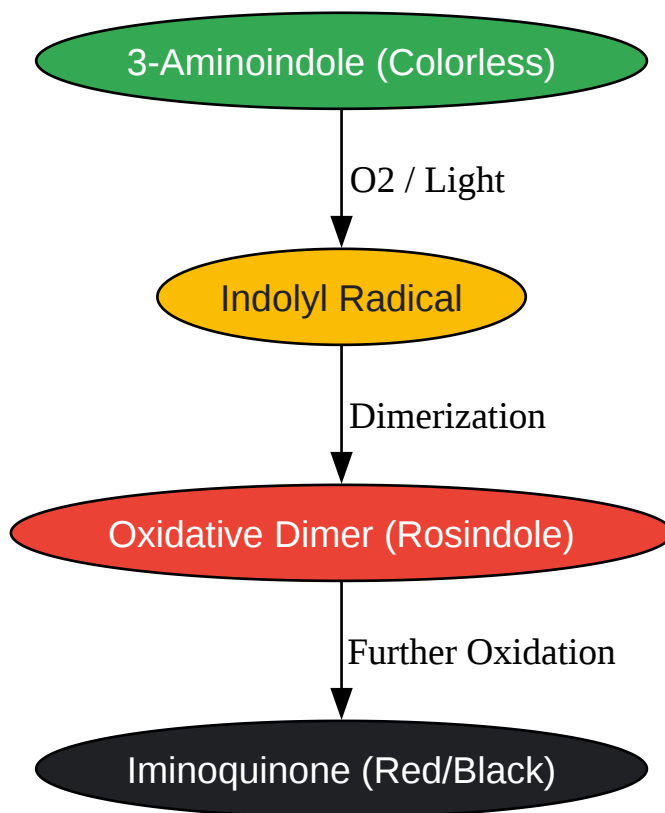 3-Aminoindole (Colorless)
O2 / Light
Indolyl Radical
Dimerization
Oxidative Dimer (Rosindole)
Further Oxidation
Iminoquinone (Red/Black)